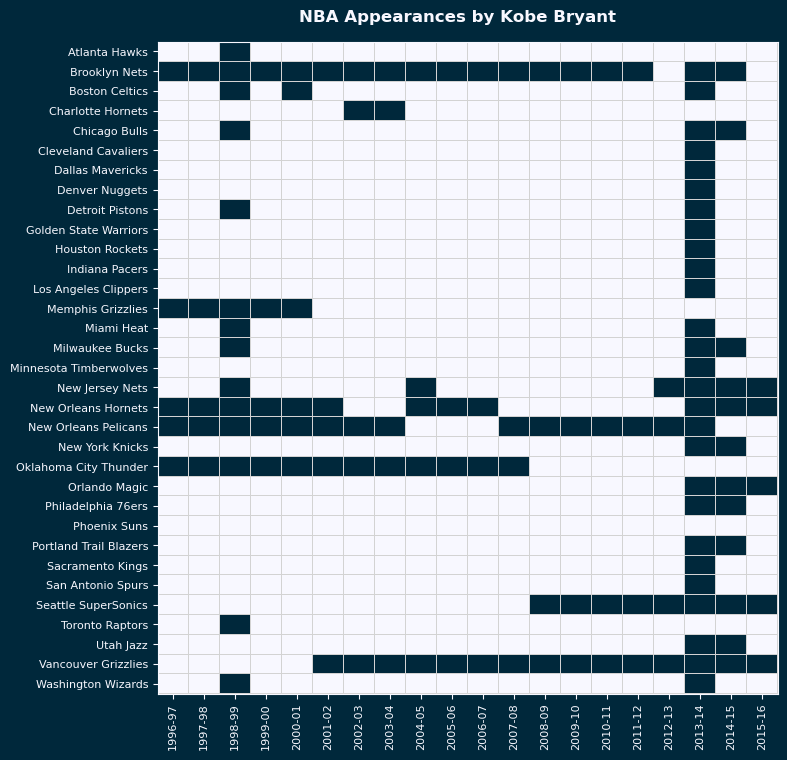 NBA Appearances by Kobe Bryant
Atlanta Hawks
Brooklyn Nets
Boston Celtics
Charlotte Hornets
Chicago Bulls
Cleveland Cavaliers
Dallas Mavericks
Denver Nuggets
Detroit Pistons
Golden State Warriors
Houston Rockets
Indiana Pacers
Los Angeles Clippers
Memphis Grizzlies
Miami Heat
Milwaukee Bucks
Minnesota Timberwolves
New Jersey Nets
New Orleans Hornets
New Orleans Pelicans
New York Knicks
Oklahoma City Thunder
Orlando Magic
Philadelphia 76ers
Phoenix Suns
Portland Trail Blazers
Sacramento Kings
San Antonio Spurs
Seattle SuperSonics
Toronto Raptors
Utah Jazz
Vancouver Grizzlies
Washington Wizards
1996-97
1997-98
1998-99
1999-00
2000-01
2001-02
2002-03
2003-04
2004-05
2005-06
2006-07
2007-08
2008-09
2009-10
2010-11
2011-12
2012-13
2013-14
2014-15
2015-16